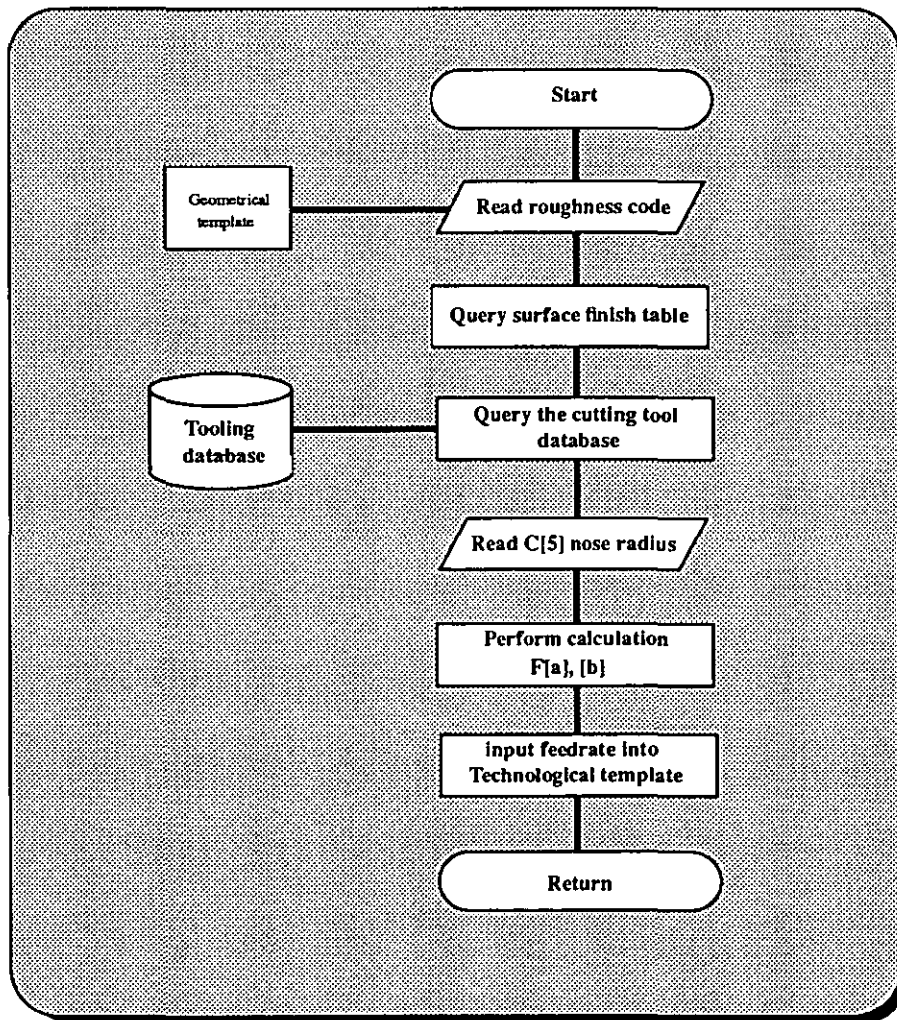 Start
Geometrical
template
Read roughness code
Query surface finish table
Tooling
database
Query the cutting tool
database
Read C[5] nose radius
Perform calculation
F[a}, [b}
input feedrate into
Technological template
Return